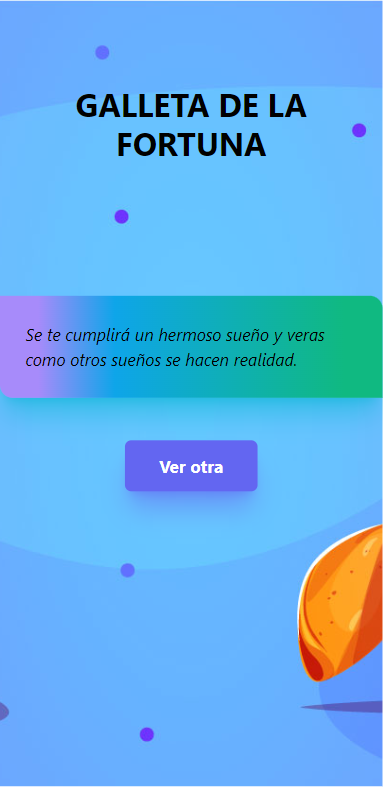 GALLETA DE LA
FORTUNA
Se te cumplirá un hermoso sueño y veras
como otros sueños se hacen realidad.
Ver otra